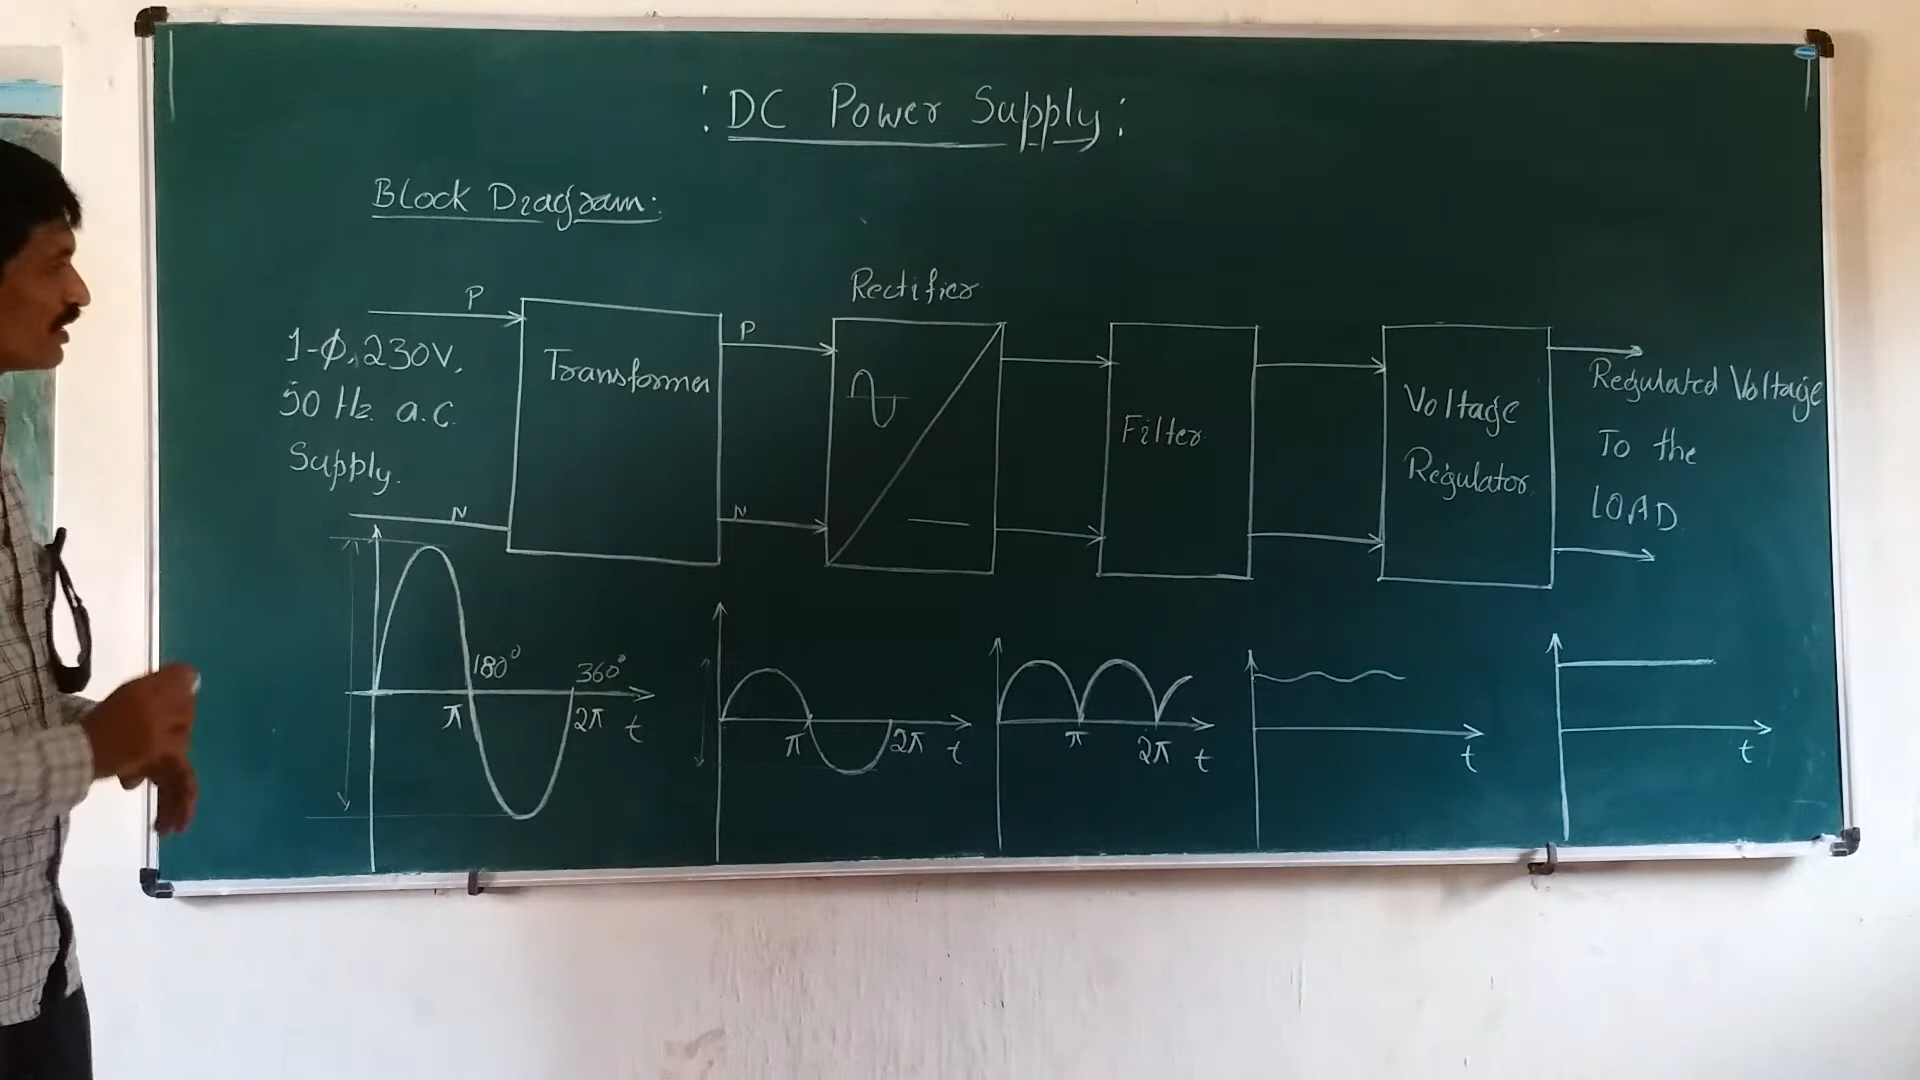 : DC Power Supply :
Block Diagram:
Rectifier
P
P
1-ϕ, 230V,
50 Hz. a.c.
Supply.
Transformer
Filter
Voltage
Regulator
Regulated Voltage
To the
LOAD
N
N
180°
360°
π
2π
t
π
2π
t
π
2π
t
t
t